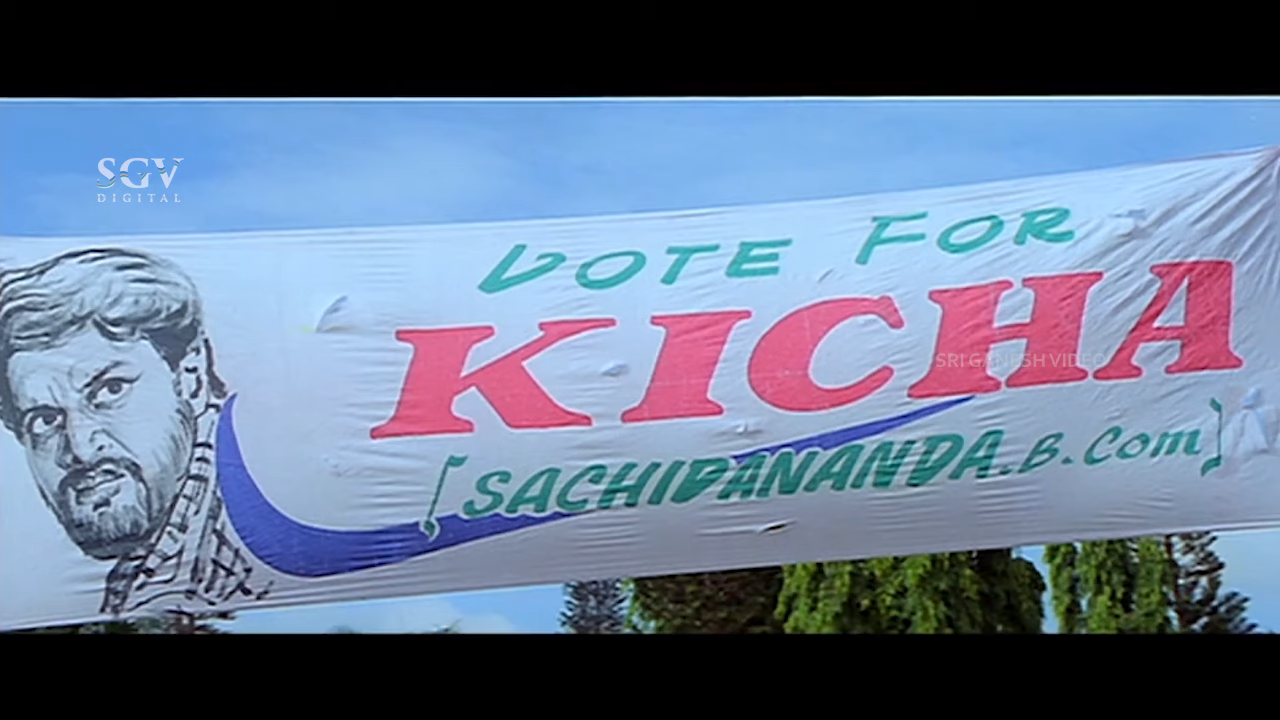 SGV
DIGITAL
VOTE FOR
KICHA
SRI GANESH VIDEO
[SACHIDANANDA.B.Com]